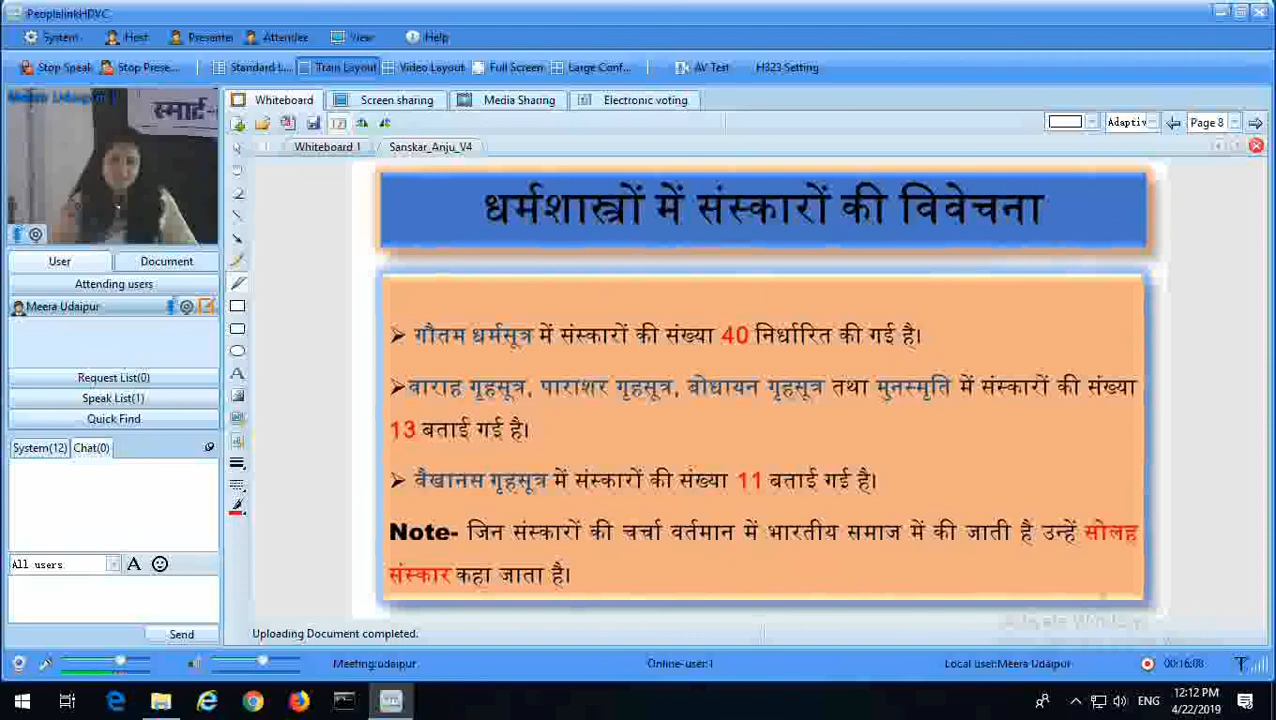 PeoplelinkHDVC
System Host Presenter Attendee View Help
Stop Speak Stop Prese... Standard L... Train Layout Video Layout Full Screen Large Conf... AV Test H323 Setting
Meera Udaipur
स्मार्ट-
Whiteboard Screen sharing Media Sharing Electronic voting
Adaptiv Page 8
Whiteboard 1 Sanskar_Anju_V4
धर्मशास्त्रों में संस्कारों की विवेचना
➢ गौतम धर्मसूत्र में संस्कारों की संख्या 40 निर्धारित की गई है।
➢वाराह गृहसूत्र, पाराशर गृहसूत्र, बोधायन गृहसूत्र तथा मुनस्मृति में संस्कारों की संख्या
13 बताई गई है।
➢ वैखानस गृहसूत्र में संस्कारों की संख्या 11 बताई गई है।
Note- जिन संस्कारों की चर्चा वर्तमान में भारतीय समाज में की जाती है उन्हें सोलह
संस्कार कहा जाता है।
User Document
Attending users
Meera Udaipur
Request List(0)
Speak List(1)
Quick Find
System(12) Chat(0)
All users A
Send
Uploading Document completed.
Activate Windows
Meeting:udaipur Online-user:1 Local user:Meera Udaipur 00:16:08
ENG
12:12 PM
4/22/2019